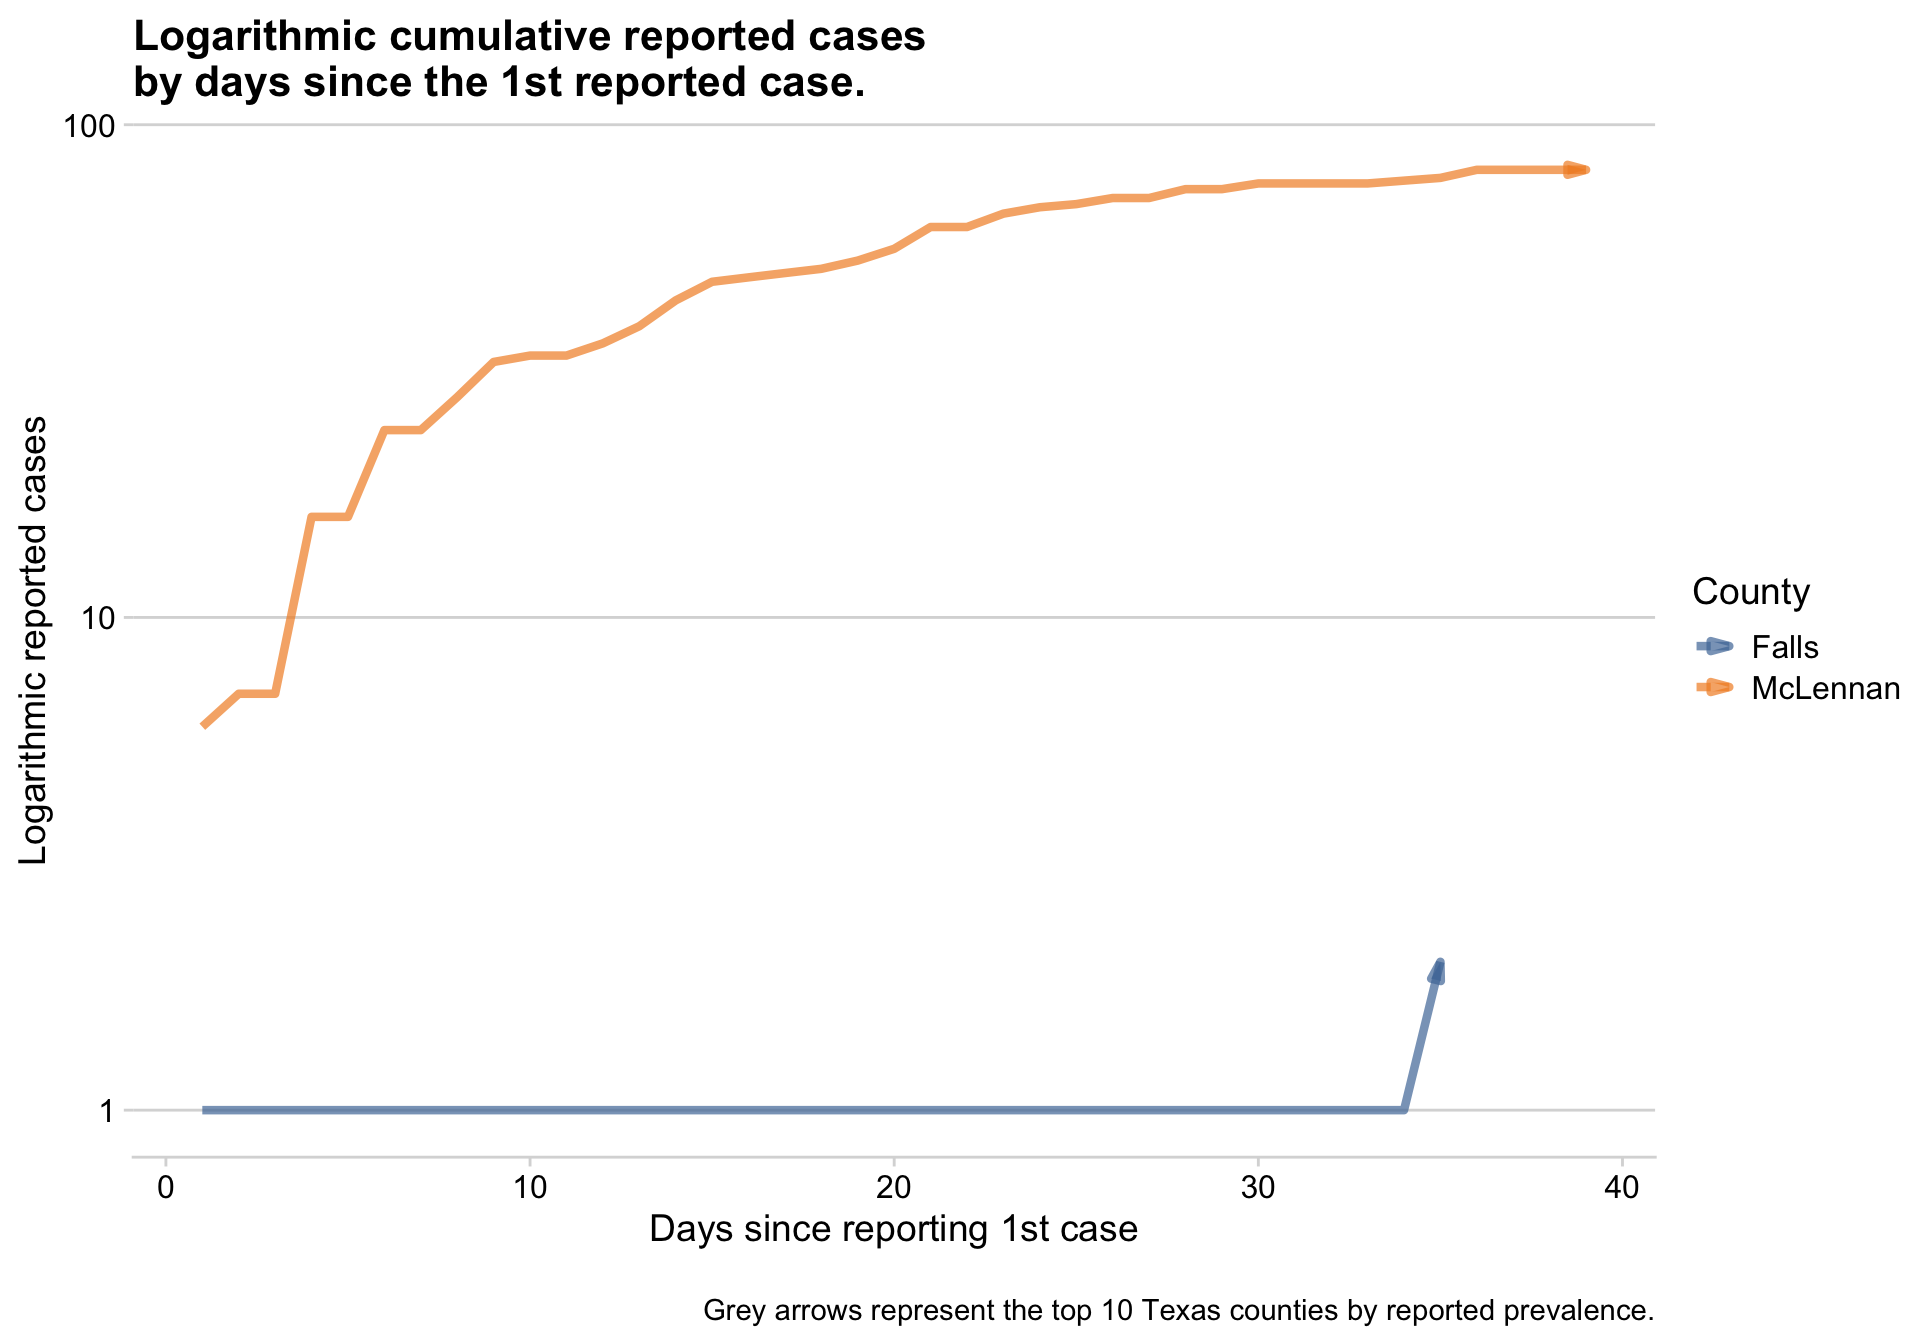 Logarithmic cumulative reported cases
by days since the 1st reported case.
100
10
1
Logarithmic reported cases
0 10 20 30 40
Days since reporting 1st case
County
Falls
McLennan
Grey arrows represent the top 10 Texas counties by reported prevalence.